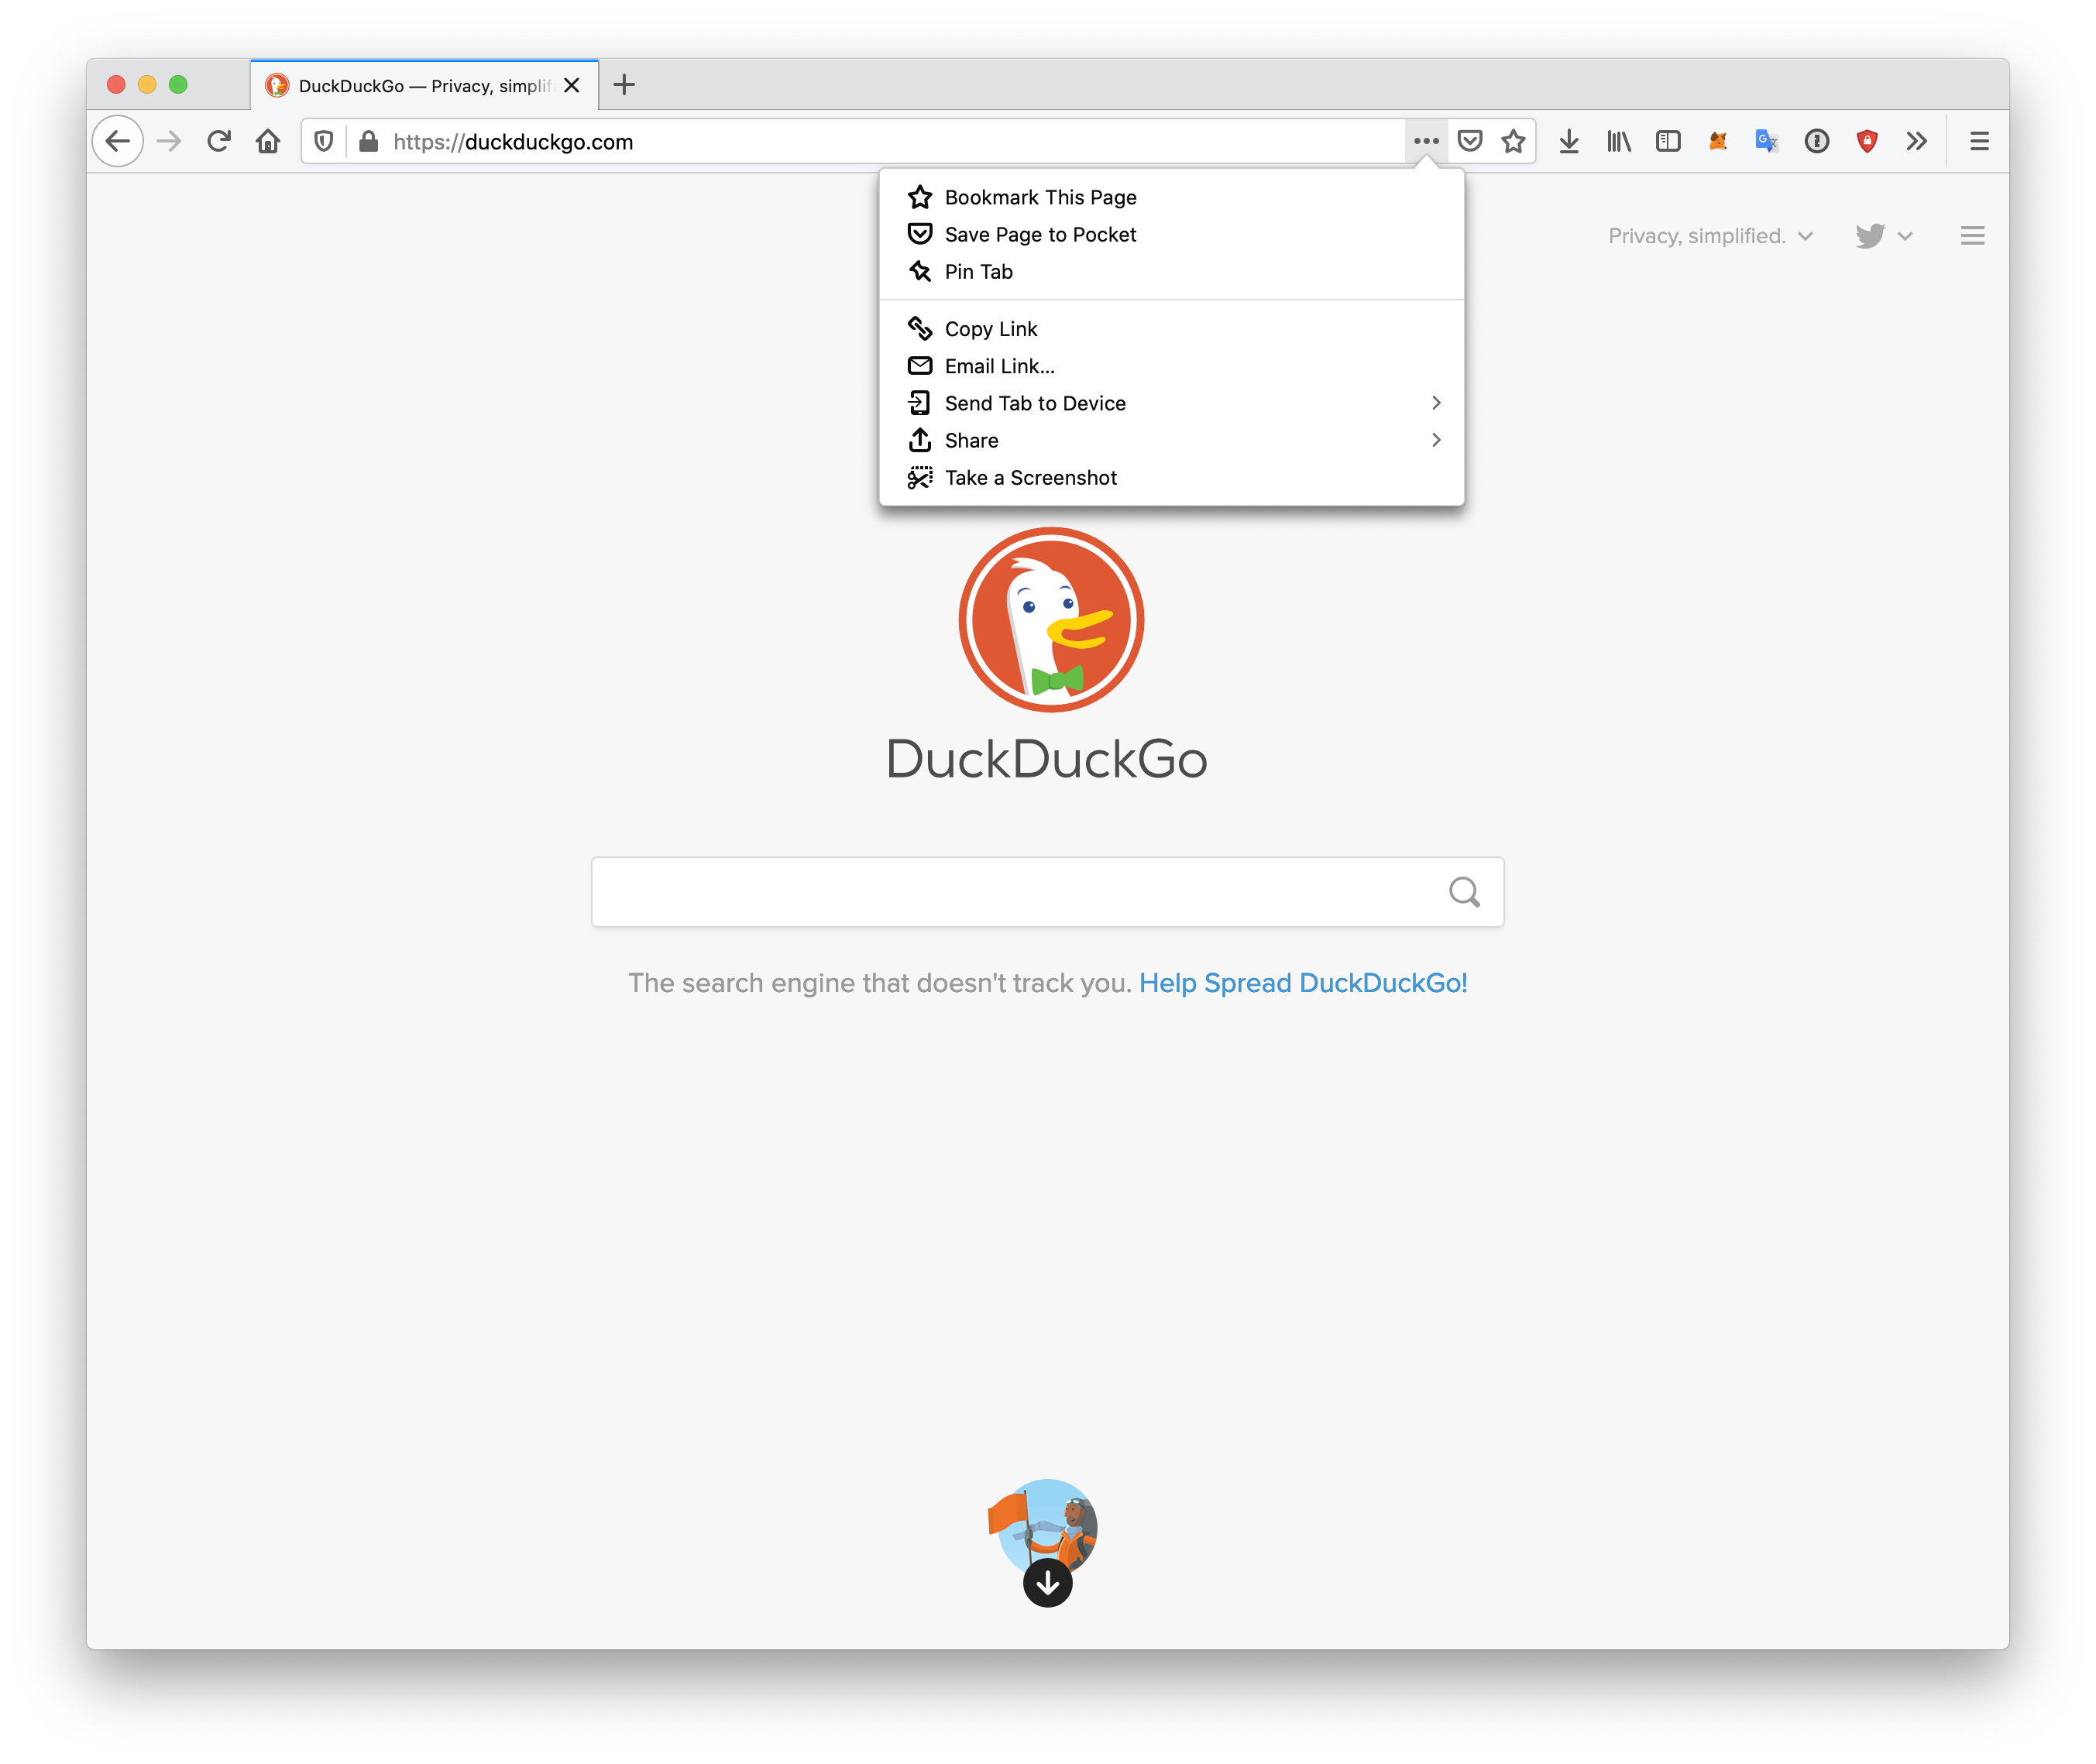 DuckDuckGo — Privacy, simplif
https://duckduckgo.com
Bookmark This Page
Save Page to Pocket
Pin Tab
Copy Link
Email Link...
Send Tab to Device
Share
Take a Screenshot
Privacy, simplified.
DuckDuckGo
The search engine that doesn't track you. Help Spread DuckDuckGo!